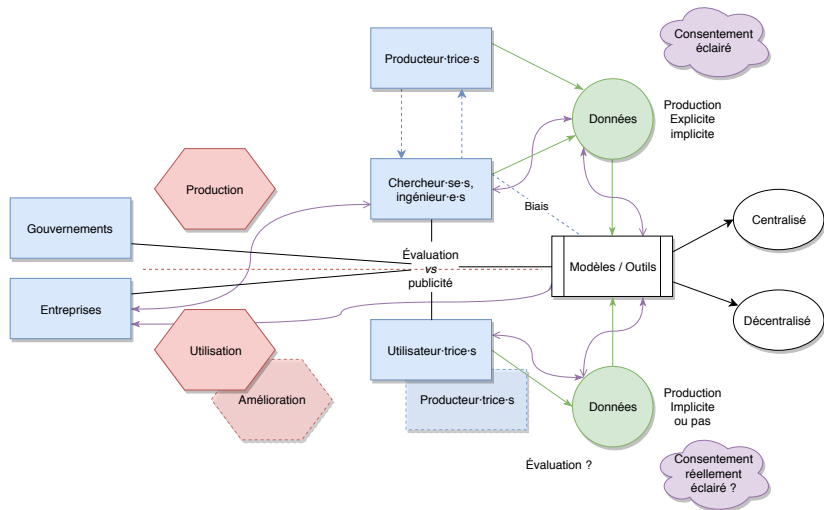 Consentement
éclairé
Producteur·trice·s
Données
Production
Explicite
implicite
Production
Chercheur·se·s,
ingénieur·e·s
Biais
Gouvernements
Centralisé
Évaluation
vs
publicité
Modèles / Outils
Entreprises
Décentralisé
Utilisation
Utilisateur·trice·s
Amélioration
Producteur·trice·s
Données
Production
Implicite
ou pas
Évaluation ?
Consentement
réellement
éclairé ?